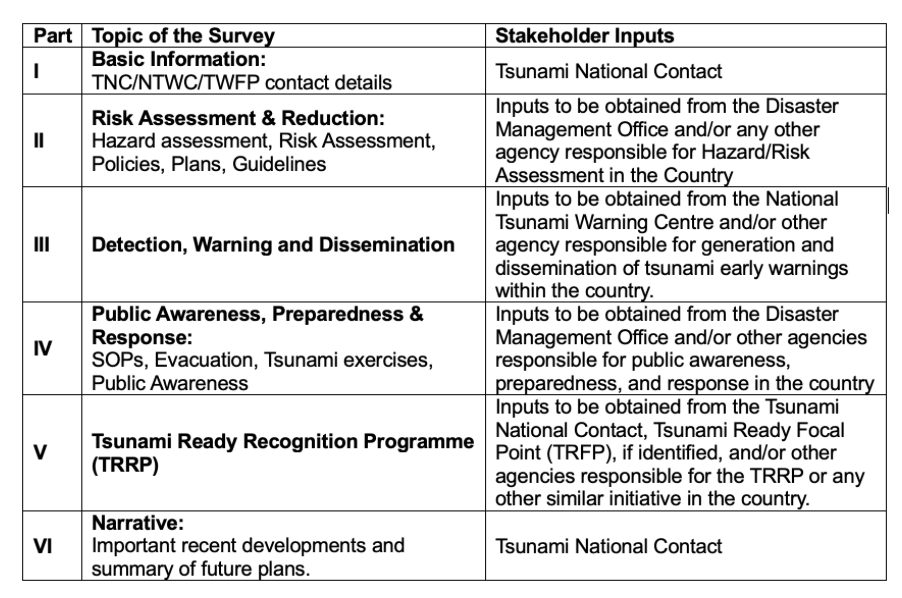 Part Topic of the Survey Stakeholder Inputs
I
Basic Information:
TNC/NTWC/TWFP contact details
Tsunami National Contact
II
Risk Assessment & Reduction:
Hazard assessment, Risk Assessment,
Policies, Plans, Guidelines
Inputs to be obtained from the Disaster
Management Office and/or any other
agency responsible for Hazard/Risk
Assessment in the Country
III
Detection, Warning and Dissemination
Inputs to be obtained from the National
Tsunami Warning Centre and/or other
agency responsible for generation and
dissemination of tsunami early warnings
within the country.
IV
Public Awareness, Preparedness &
Response:
SOPs, Evacuation, Tsunami exercises,
Public Awareness
Inputs to be obtained from the Disaster
Management Office and/or other agencies
responsible for public awareness,
preparedness, and response in the country
V
Tsunami Ready Recognition Programme
(TRRP)
Inputs to be obtained from the Tsunami
National Contact, Tsunami Ready Focal
Point (TRFP), if identified, and/or other
agencies responsible for the TRRP or any
other similar initiative in the country.
VI
Narrative:
Important recent developments and
summary of future plans.
Tsunami National Contact